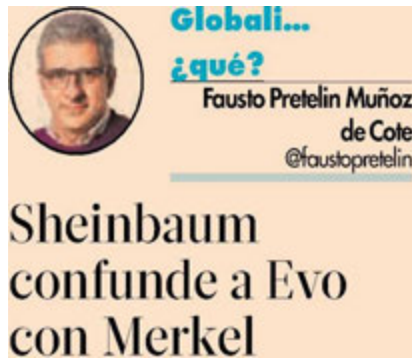 Globali...
¿qué?
Fausto Pretelin Muñoz
de Cote
@faustopretelin
Sheinbaum
confunde a Evo
con Merkel